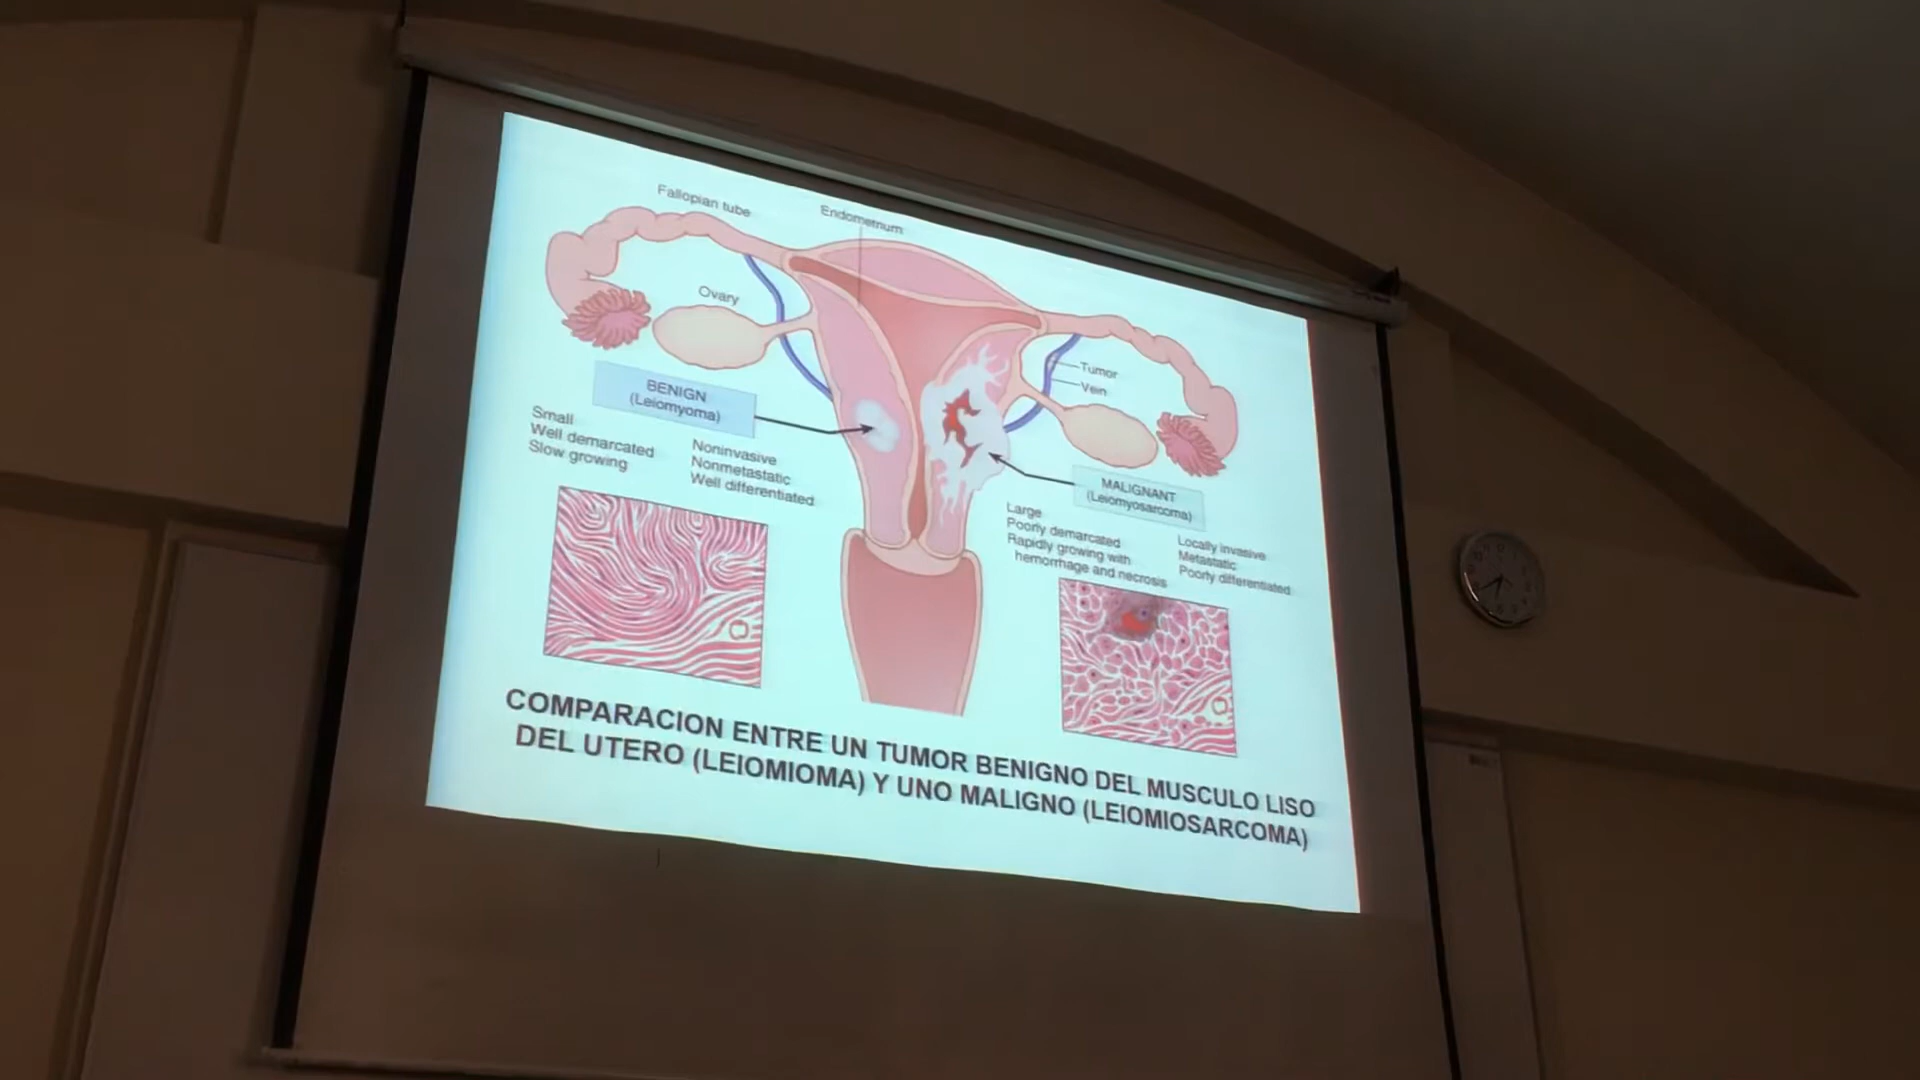 Fallopian tube
Endometrium
Ovary
Tumor
Vein
BENIGN
(Leiomyoma)
Small
Well demarcated
Slow growing
Noninvasive
Nonmetastatic
Well differentiated
MALIGNANT
(Leiomyosarcoma)
Large
Poorly demarcated
Rapidly growing with
hemorrhage and necrosis
Locally invasive
Metastatic
Poorly differentiated
COMPARACION ENTRE UN TUMOR BENIGNO DEL MUSCULO LISO
DEL UTERO (LEIOMIOMA) Y UNO MALIGNO (LEIOMIOSARCOMA)